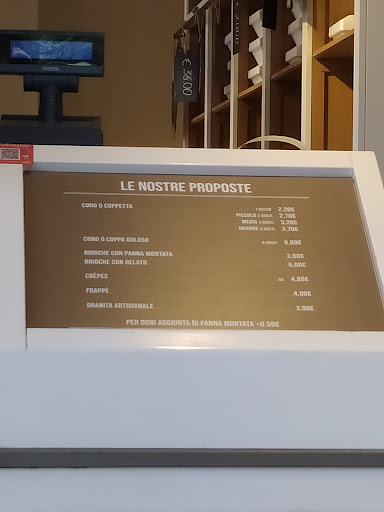 EPSON
€ 36.00
LE NOSTRE PROPOSTE
CONO O COPPETTA 1 GUSTO 2,20€
PICCOLO 2 GUSTI 2,70€
MEDIO 3 GUSTI 3,20€
GRANDE 3 GUSTI 3,70€
CONO O COPPA GOLOSO 5 GUSTI 6,00€
BRIOCHE CON PANNA MONTATA 3,00€
BRIOCHE CON GELATO 6,00€
CRÊPES DA 4,00€
FRAPPÈ 4,00€
GRANITA ARTIGIANALE 3,00€
PER OGNI AGGIUNTA DI PANNA MONTATA +0,50€